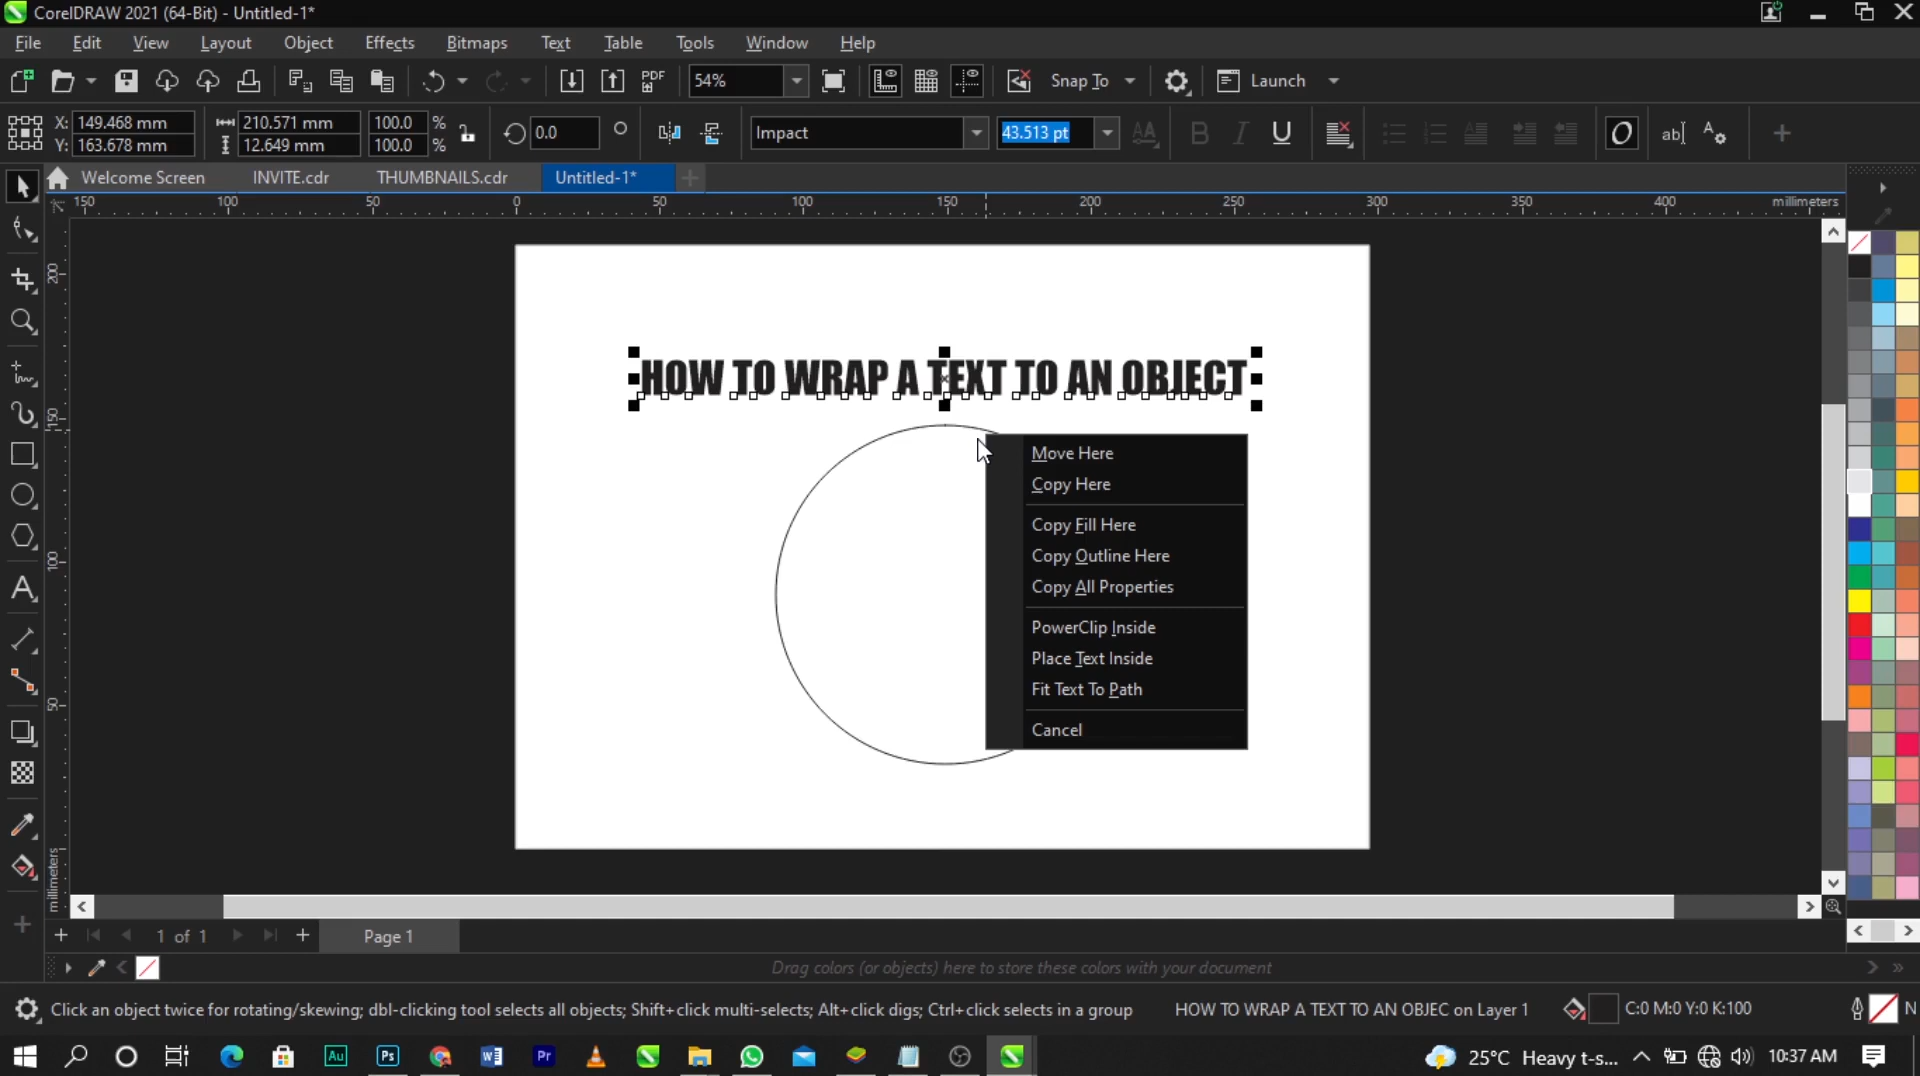 CorelDRAW 2021 (64-Bit) - Untitled-1*
File Edit View Layout Object Effects Bitmaps Text Table Tools Window Help
PDF 54% Snap To Launch
X: 149.468 mm 210.571 mm 100.0 %
Y: 163.678 mm 12.649 mm 100.0 %
0.0 Impact 43.513 pt
Welcome Screen INVITE.cdr THUMBNAILS.cdr Untitled-1*
150 100 50 0 50 100 150 200 250 300 350 400 millimeters
200
150
100
50
millimeters
HOW TO WRAP A TEXT TO AN OBJECT
Move Here
Copy Here
Copy Fill Here
Copy Outline Here
Copy All Properties
PowerClip Inside
Place Text Inside
Fit Text To Path
Cancel
1 of 1 Page 1
Drag colors (or objects) here to store these colors with your document
Click an object twice for rotating/skewing; dbl-clicking tool selects all objects; Shift+click multi-selects; Alt+click digs; Ctrl+click selects in a group HOW TO WRAP A TEXT TO AN OBJEC on Layer 1 C:0 M:0 Y:0 K:100 N
25°C Heavy t-s... 10:37 AM